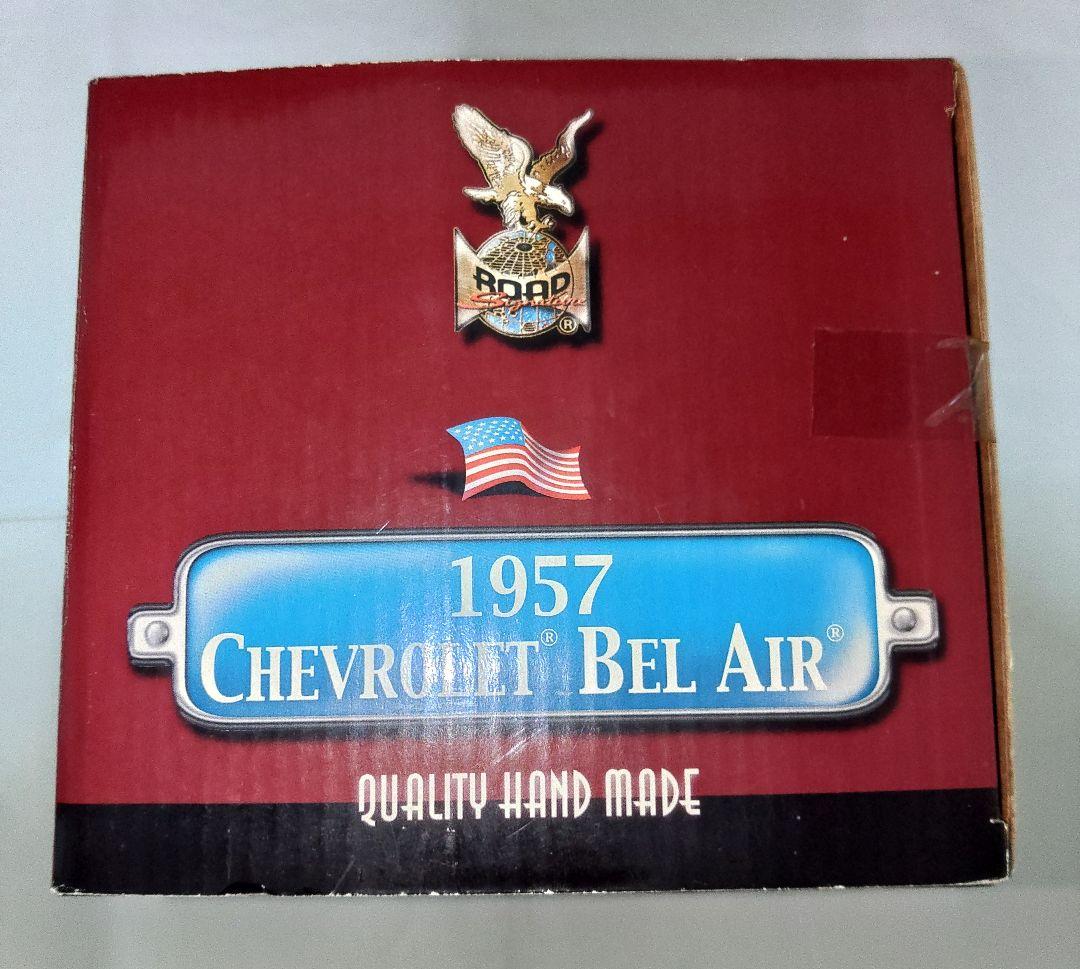 ROAD
Signature
®
1957
CHEVROLET® BEL AIR®
QUALITY HAND MADE